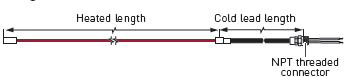 Heated length
Cold lead length
NPT threaded
connector